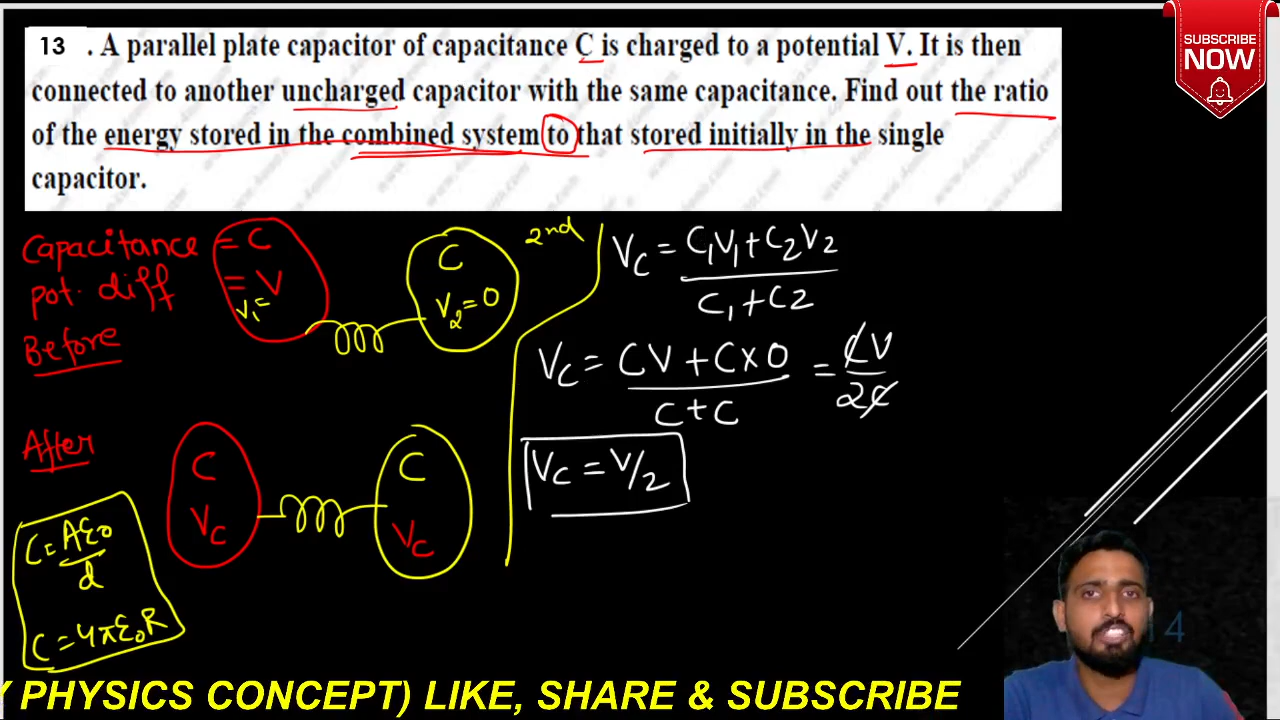 SUBSCRIBE
NOW
13 . A parallel plate capacitor of capacitance C is charged to a potential V. It is then
connected to another uncharged capacitor with the same capacitance. Find out the ratio
of the energy stored in the combined system to that stored initially in the single
capacitor.
Capacitance = C
pot. diff = V
V₁=
Before
C
V₂=0
2nd
After
C
V_C
C
V_C
C = Aε₀/d
C = 4πε₀R
V_C = (C₁V₁+C₂V₂)/(C₁+C2)
V_C = (CV + C×0)/(C+C) = CV/2C
V_C = V/2
14
Y PHYSICS CONCEPT) LIKE, SHARE & SUBSCRIBE